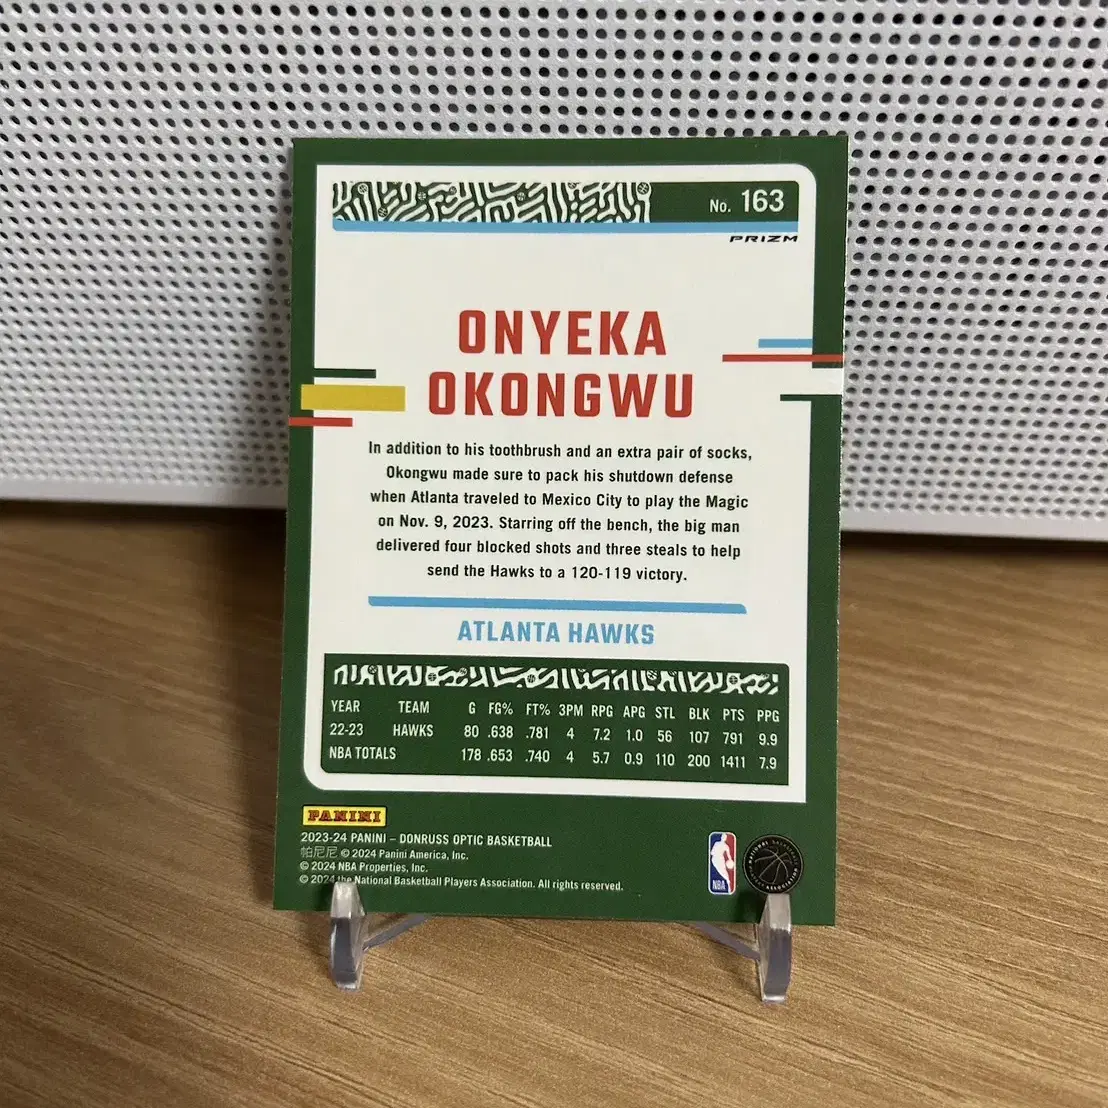 No. 163
PRIZM
ONYEKA
OKONGWU
In addition to his toothbrush and an extra pair of socks,
Okongwu made sure to pack his shutdown defense
when Atlanta traveled to Mexico City to play the Magic
on Nov. 9, 2023. Starring off the bench, the big man
delivered four blocked shots and three steals to help
send the Hawks to a 120-119 victory.
ATLANTA HAWKS
YEAR TEAM G FG% FT% 3PM RPG APG STL BLK PTS PPG
22-23 HAWKS 80 .638 .781 4 7.2 1.0 56 107 791 9.9
NBA TOTALS 178 .653 .740 4 5.7 0.9 110 200 1411 7.9
PANINI
2023-24 PANINI – DONRUSS OPTIC BASKETBALL
帕尼尼 © 2024 Panini America, Inc.
© 2024 NBA Properties, Inc.
© 2024 the National Basketball Players Association. All rights reserved.
NBA
NATIONAL BASKETBALL PLAYERS ASSOCIATION